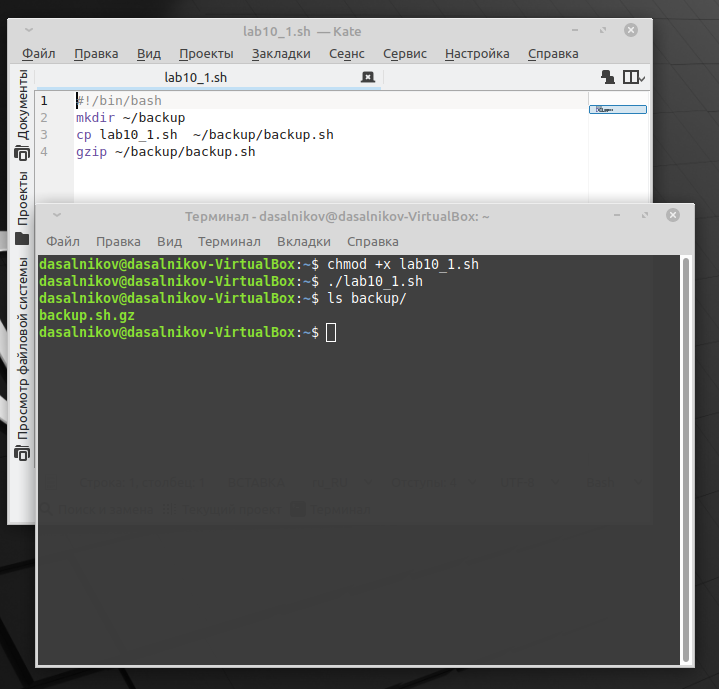 lab10_1.sh — Kate
Файл Правка Вид Проекты Закладки Сеанс Сервис Настройка Справка
lab10_1.sh
Документы
Проекты
Просмотр файловой системы
1 #!/bin/bash
2 mkdir ~/backup
3 cp lab10_1.sh  ~/backup/backup.sh
4 gzip ~/backup/backup.sh
Терминал - dasalnikov@dasalnikov-VirtualBox: ~
Файл Правка Вид Терминал Вкладки Справка
dasalnikov@dasalnikov-VirtualBox:~$ chmod +x lab10_1.sh
dasalnikov@dasalnikov-VirtualBox:~$ ./lab10_1.sh
dasalnikov@dasalnikov-VirtualBox:~$ ls backup/
backup.sh.gz
dasalnikov@dasalnikov-VirtualBox:~$